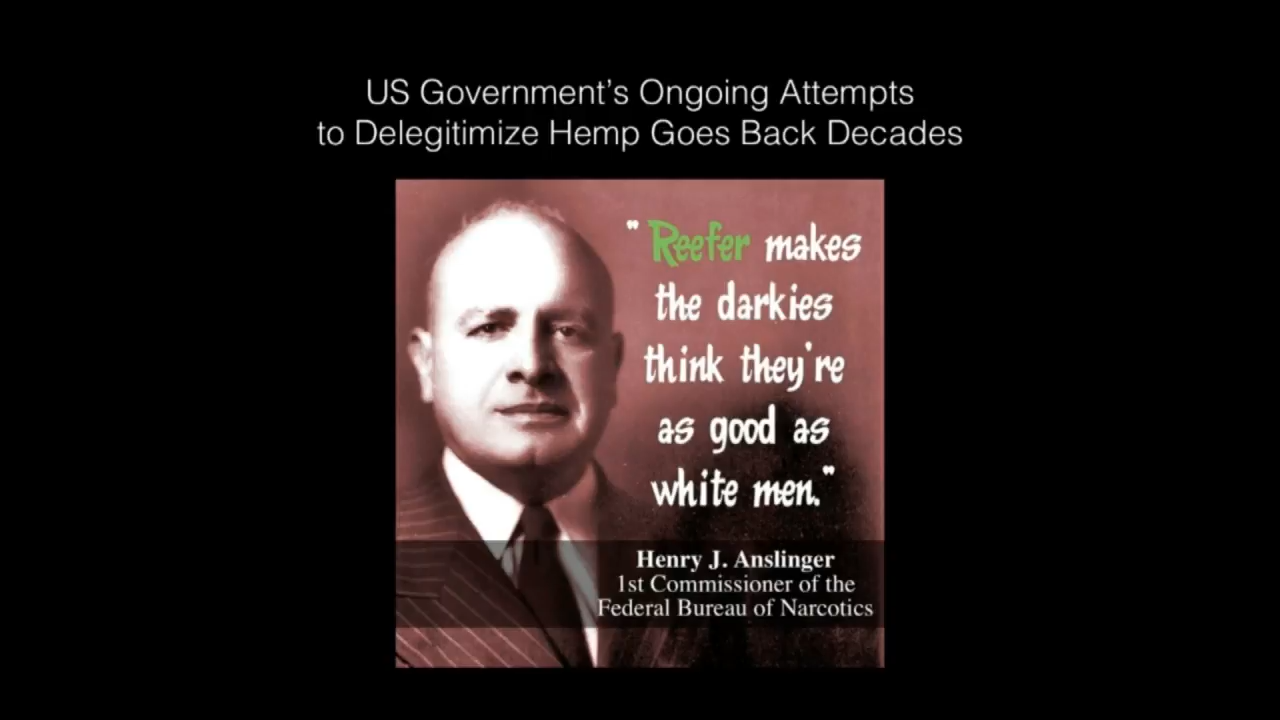 US Government's Ongoing Attempts
to Delegitimize Hemp Goes Back Decades
"Reefer makes
the darkies
think they're
as good as
white men."
Henry J. Anslinger
1st Commissioner of the
Federal Bureau of Narcotics